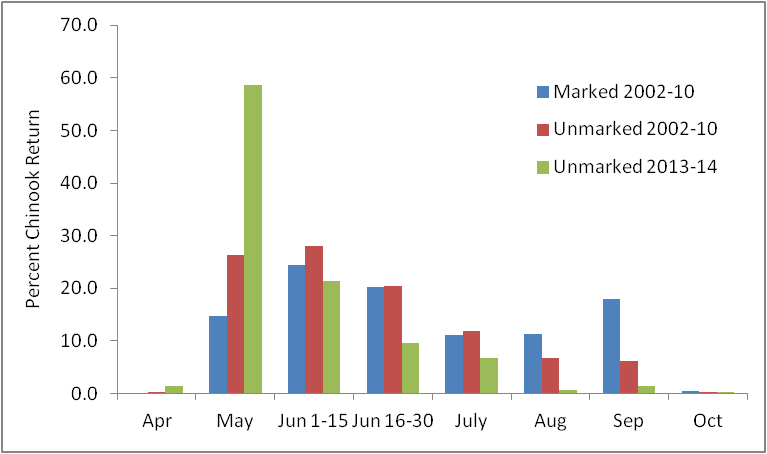 70.0
60.0
50.0
40.0
30.0
20.0
10.0
0.0
Percent Chinook Return
Marked 2002-10
Unmarked 2002-10
Unmarked 2013-14
Apr May Jun 1-15 Jun 16-30 July Aug Sep Oct